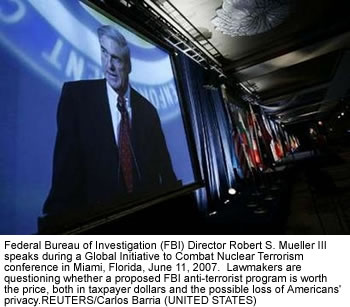 ENFORCEMENT
Federal Bureau of Investigation (FBI) Director Robert S. Mueller III
speaks during a Global Initiative to Combat Nuclear Terrorism
conference in Miami, Florida, June 11, 2007.  Lawmakers are
questioning whether a proposed FBI anti-terrorist program is worth
the price, both in taxpayer dollars and the possible loss of Americans'
privacy.REUTERS/Carlos Barria (UNITED STATES)